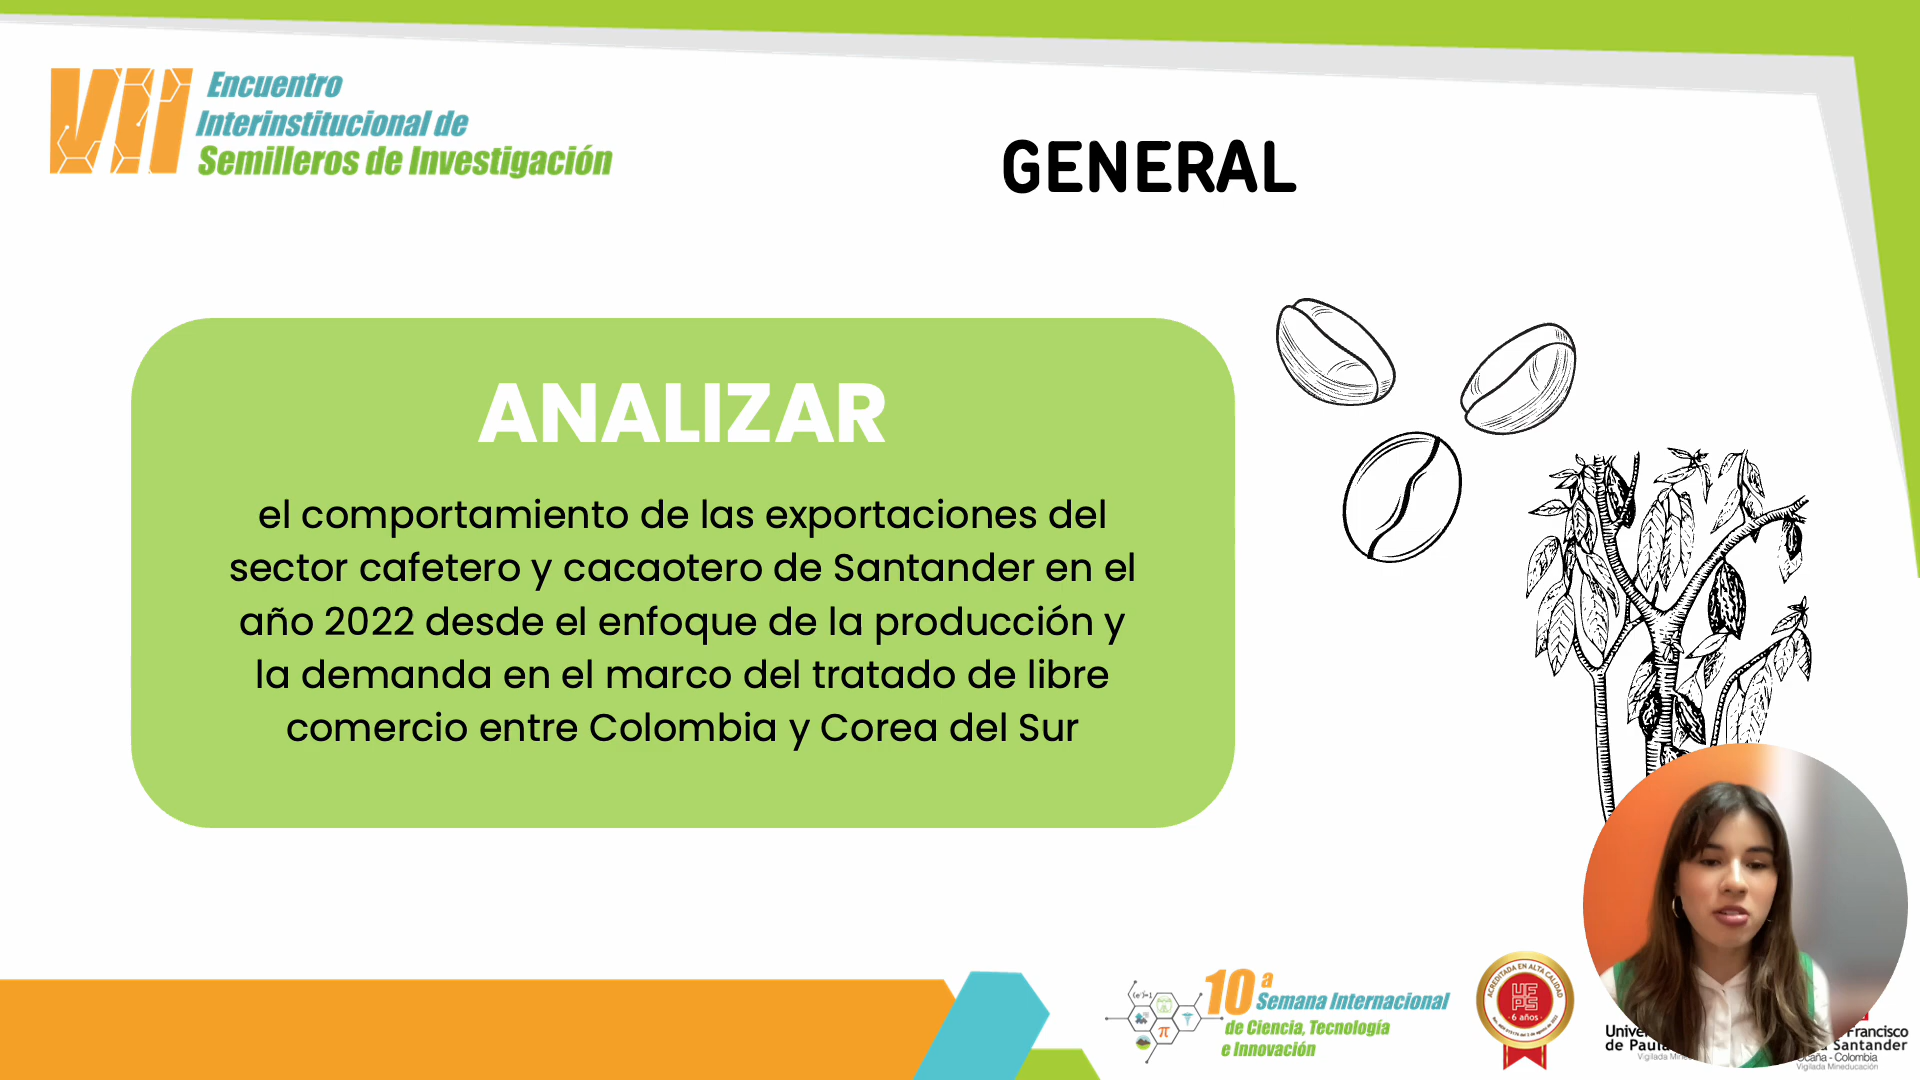 VII Encuentro
Interinstitucional de
Semilleros de Investigación
GENERAL
ANALIZAR
el comportamiento de las exportaciones del
sector cafetero y cacaotero de Santander en el
año 2022 desde el enfoque de la producción y
la demanda en el marco del tratado de libre
comercio entre Colombia y Corea del Sur
10ª
Semana Internacional
de Ciencia, Tecnología
e Innovación
π
ACREDITADA EN ALTA CALIDAD
UFPS
6 años
de Paula
Francisco
Santander
Ocaña - Colombia
Vigilada Mineducación